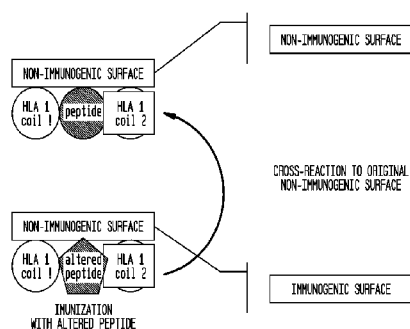 NON-IMMUNOGENIC SURFACE
NON-IMMUNOGENIC SURFACE
HLA 1 peptide HLA 1
coil ! coil 2
CROSS-REACTION TO ORIGINAL
NON-IMMUNOGENIC SURFACE
NON-IMMUNOGENIC SURFACE
HLA 1 altered HLA 1
coil ! peptide coil 2
IMMUNOGENIC SURFACE
IMUNIZATION
WITH ALTERED PEPTIDE